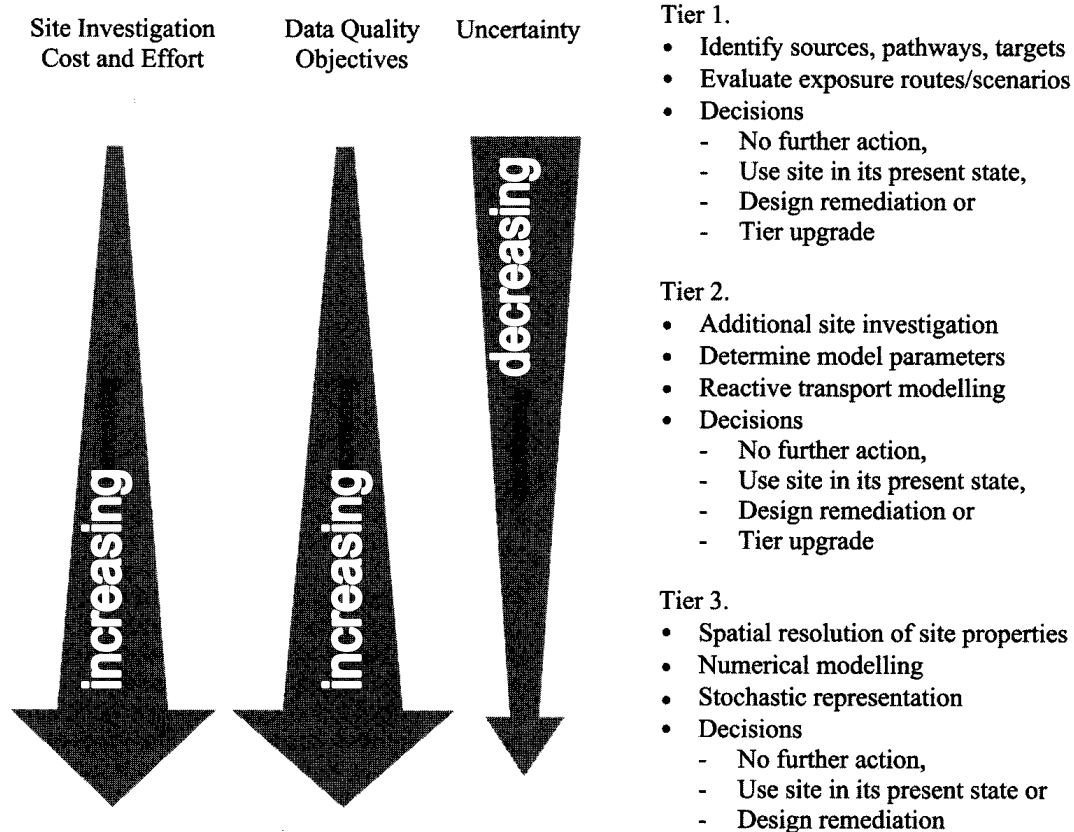 Site Investigation
Cost and Effort
Data Quality
Objectives
Uncertainty
increasing
increasing
decreasing
Tier 1.
• Identify sources, pathways, targets
• Evaluate exposure routes/scenarios
• Decisions
- No further action,
- Use site in its present state,
- Design remediation or
- Tier upgrade
Tier 2.
• Additional site investigation
• Determine model parameters
• Reactive transport modelling
• Decisions
- No further action,
- Use site in its present state,
- Design remediation or
- Tier upgrade
Tier 3.
• Spatial resolution of site properties
• Numerical modelling
• Stochastic representation
• Decisions
- No further action,
- Use site in its present state or
- Design remediation